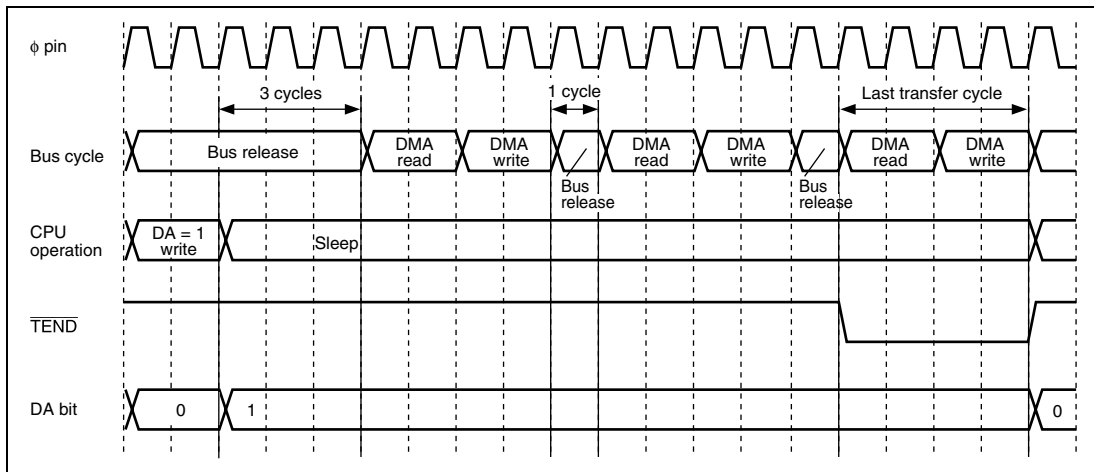 ϕ pin
3 cycles
1 cycle
Last transfer cycle
Bus cycle
Bus release
DMA
read
DMA
write
DMA
read
DMA
write
DMA
read
DMA
write
Bus
release
Bus
release
CPU
operation
DA = 1
write
Sleep
TEND
DA bit
0
1
0